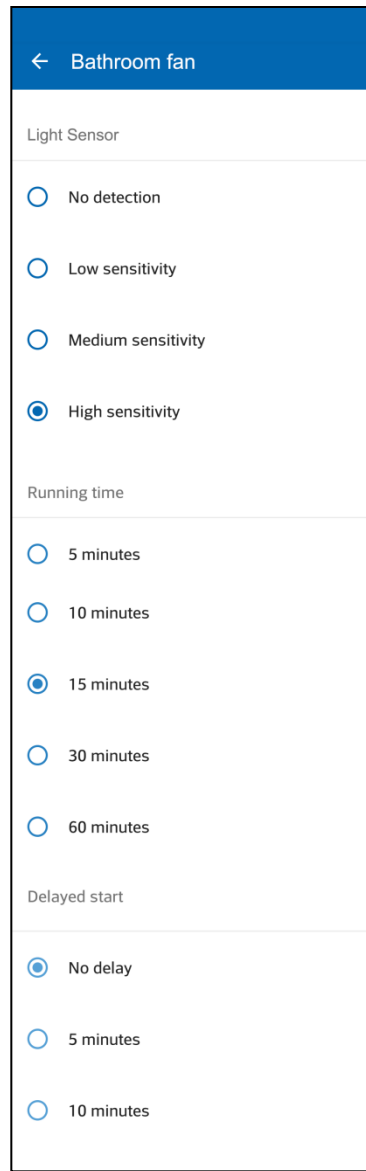 Bathroom fan
Light Sensor
No detection
Low sensitivity
Medium sensitivity
High sensitivity
Running time
5 minutes
10 minutes
15 minutes
30 minutes
60 minutes
Delayed start
No delay
5 minutes
10 minutes